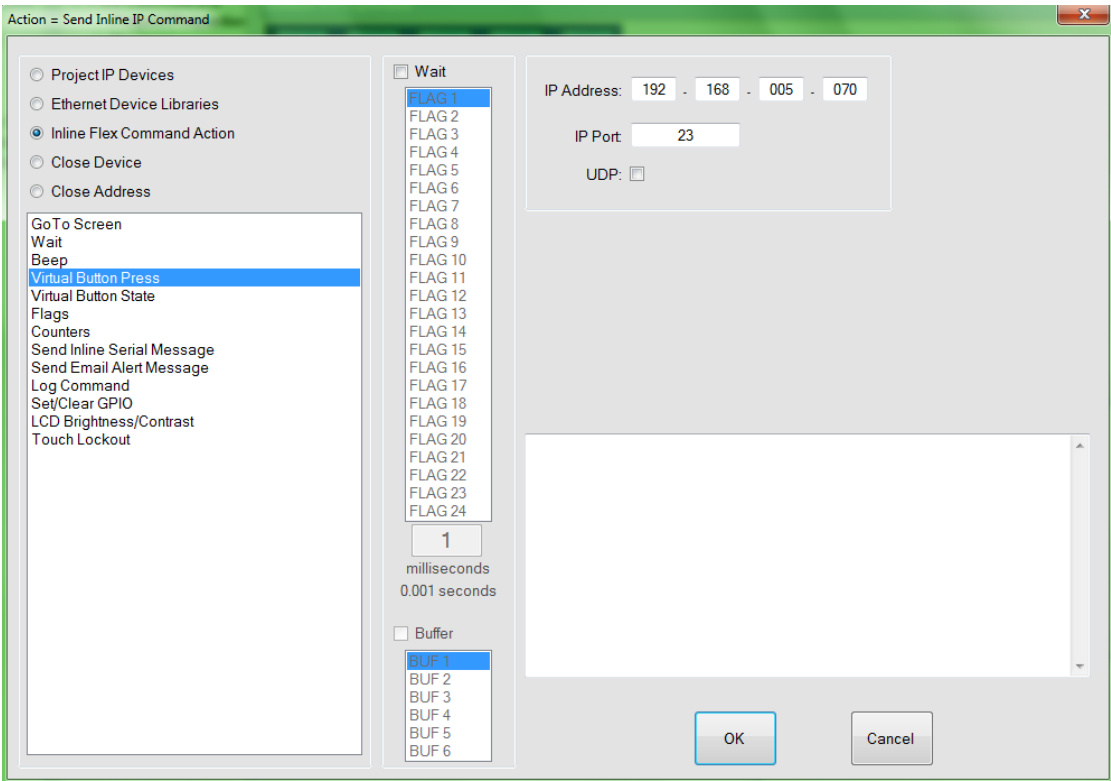 Action = Send Inline IP Command
Project IP Devices
Ethernet Device Libraries
Inline Flex Command Action
Close Device
Close Address
GoTo Screen
Wait
Beep
Virtual Button Press
Virtual Button State
Flags
Counters
Send Inline Serial Message
Send Email Alert Message
Log Command
Set/Clear GPIO
LCD Brightness/Contrast
Touch Lockout
Wait
FLAG 1
FLAG 2
FLAG 3
FLAG 4
FLAG 5
FLAG 6
FLAG 7
FLAG 8
FLAG 9
FLAG 10
FLAG 11
FLAG 12
FLAG 13
FLAG 14
FLAG 15
FLAG 16
FLAG 17
FLAG 18
FLAG 19
FLAG 20
FLAG 21
FLAG 22
FLAG 23
FLAG 24
1
milliseconds
0.001 seconds
Buffer
BUF 1
BUF 2
BUF 3
BUF 4
BUF 5
BUF 6
IP Address: 192 . 168 . 005 . 070
IP Port: 23
UDP:
OK
Cancel